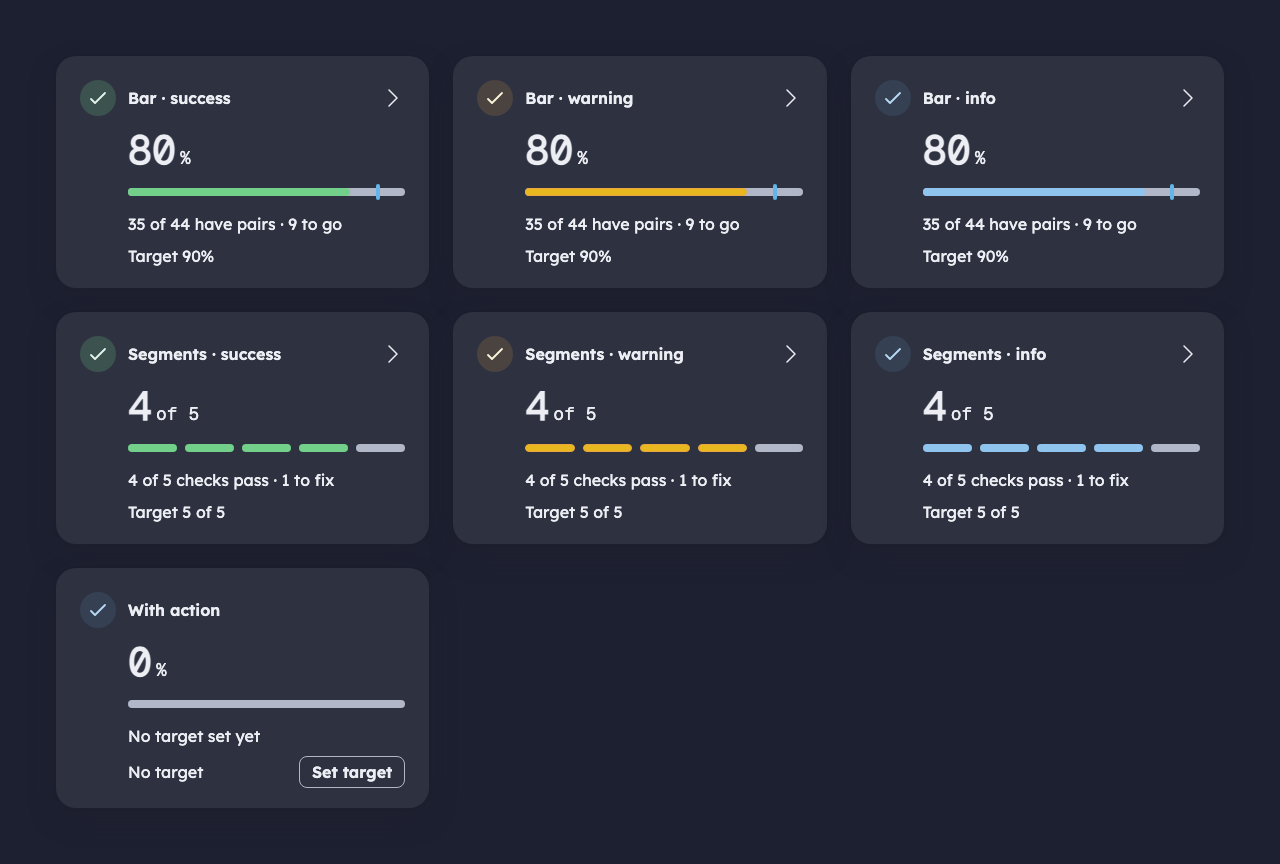 Bar · success
80 %
35 of 44 have pairs · 9 to go
Target 90%
Bar · warning
80 %
35 of 44 have pairs · 9 to go
Target 90%
Bar · info
80 %
35 of 44 have pairs · 9 to go
Target 90%
Segments · success
4 of 5
4 of 5 checks pass · 1 to fix
Target 5 of 5
Segments · warning
4 of 5
4 of 5 checks pass · 1 to fix
Target 5 of 5
Segments · info
4 of 5
4 of 5 checks pass · 1 to fix
Target 5 of 5
With action
0 %
No target set yet
No target
Set target